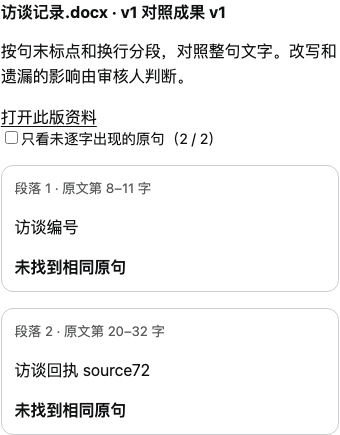 访谈记录.docx · v1 对照成果 v1
按句末标点和换行分段，对照整句文字。改写和
遗漏的影响由审核人判断。
打开此版资料
只看未逐字出现的原句（2 / 2）
段落 1 · 原文第 8–11 字
访谈编号
未找到相同原句
段落 2 · 原文第 20–32 字
访谈回执 source72
未找到相同原句